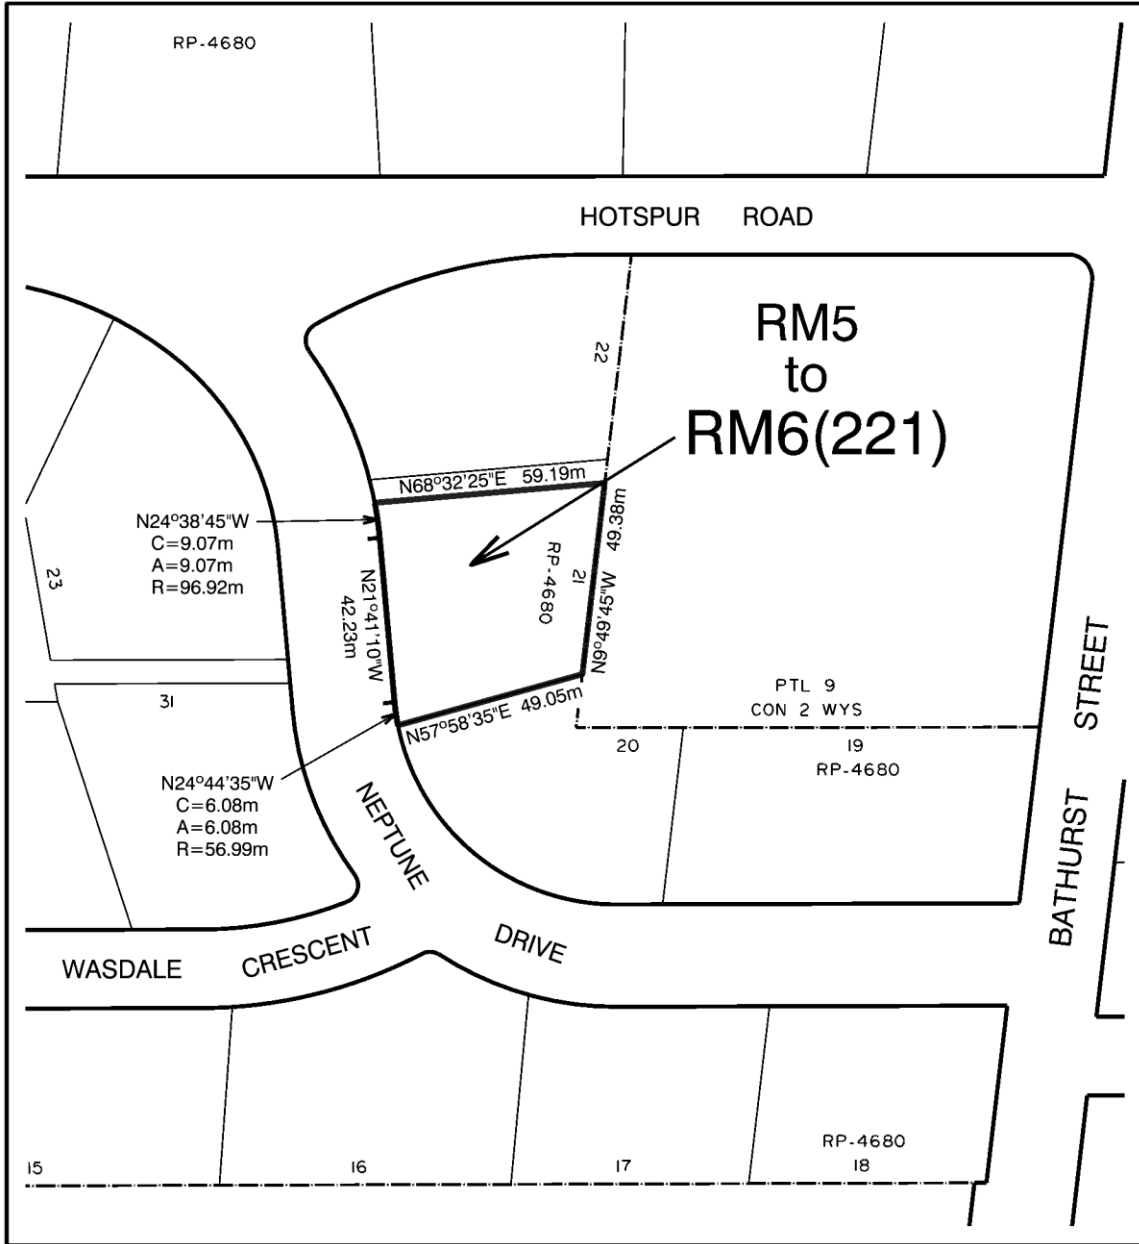 RP-4680
HOTSPUR ROAD
RM5
to
RM6(221)
22
N68°32'25"E 59.19m
N24°38'45"W
C=9.07m
A=9.07m
R=96.92m
N9°49'45"W 49.38m
21
RP-4680
23
N21°41'10"W
42.23m
N57°58'35"E 49.05m
31
PTL 9
CON 2 WYS
20
19
RP-4680
N24°44'35"W
C=6.08m
A=6.08m
R=56.99m
NEPTUNE DRIVE
BATHURST STREET
WASDALE CRESCENT
RP-4680
15
16
17
18